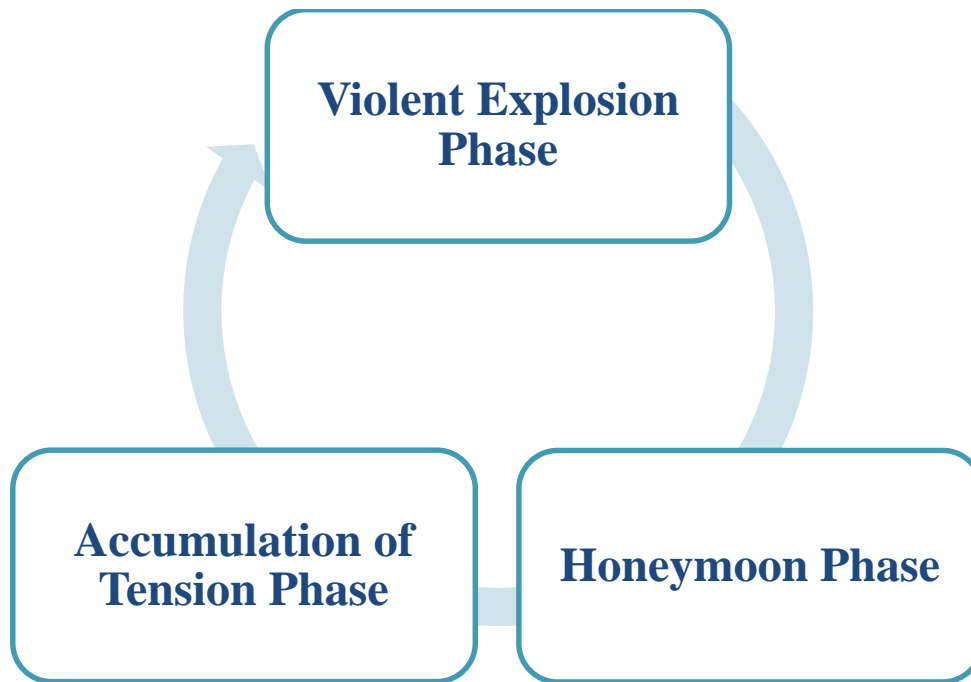 Violent Explosion
Phase
Accumulation of
Tension Phase
Honeymoon Phase